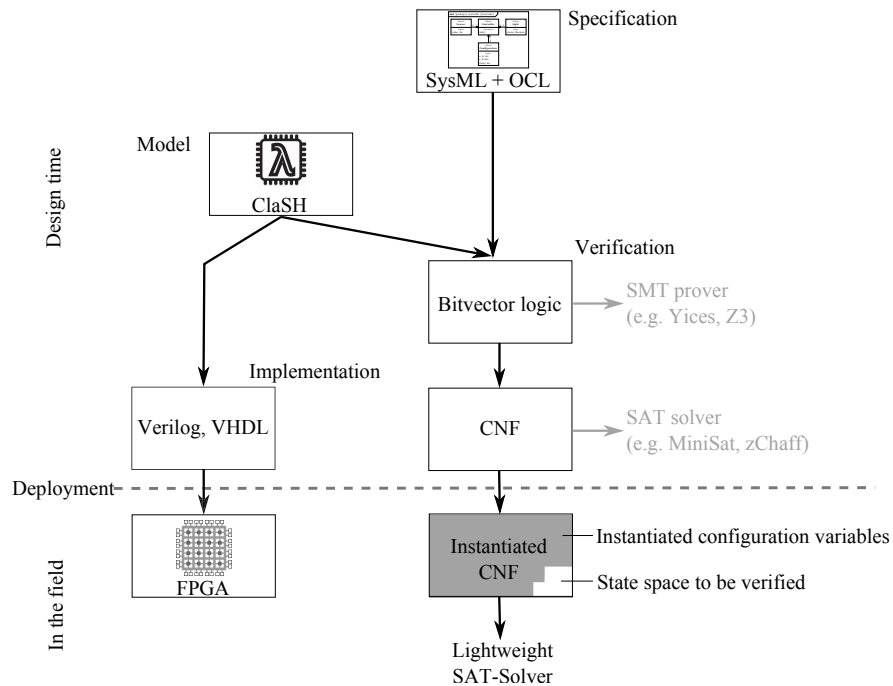 Specification
SysML + OCL
Model
ClaSH
Design time
Verification
Bitvector logic
SMT prover
(e.g. Yices, Z3)
Implementation
Verilog, VHDL
CNF
SAT solver
(e.g. MiniSat, zChaff)
Deployment
In the field
FPGA
Instantiated
CNF
Instantiated configuration variables
State space to be verified
Lightweight
SAT-Solver